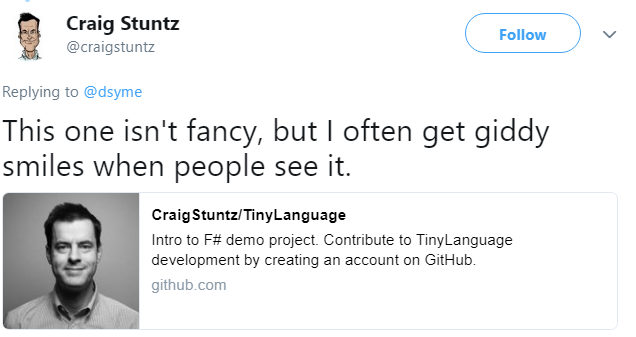 Craig Stuntz
@craigstuntz
Follow
Replying to @dsyme
This one isn't fancy, but I often get giddy
smiles when people see it.
CraigStuntz/TinyLanguage
Intro to F# demo project. Contribute to TinyLanguage
development by creating an account on GitHub.
github.com